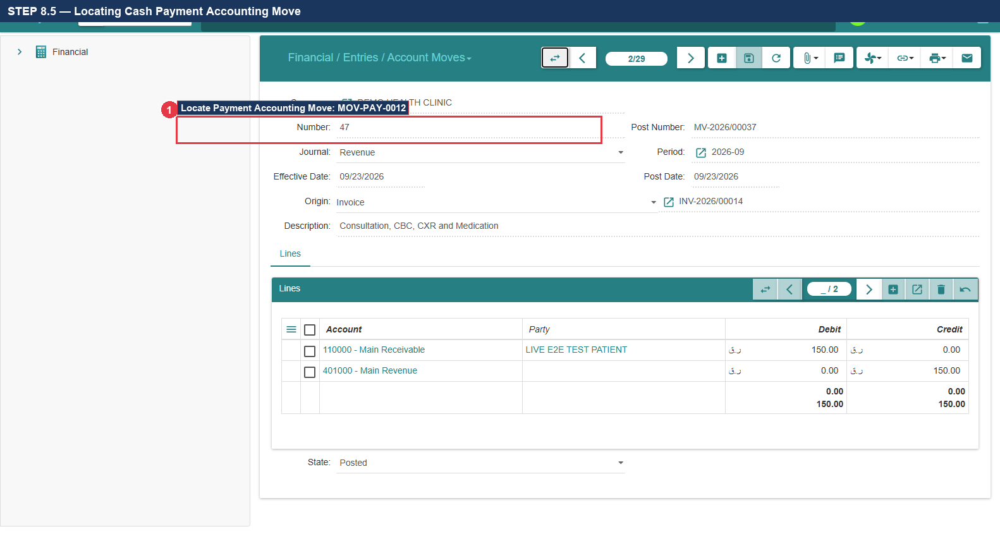 STEP 8.5 — Locating Cash Payment Accounting Move
Financial
Financial / Entries / Account Moves
2/29
TH CLINIC
1
Locate Payment Accounting Move: MOV-PAY-0012
Number: 47
Post Number: MV-2026/00037
Journal: Revenue
Period: 2026-09
Effective Date: 09/23/2026
Post Date: 09/23/2026
Origin: Invoice
INV-2026/00014
Description: Consultation, CBC, CXR and Medication
Lines
Lines
_ / 2
Account Party Debit Credit
110000 - Main Receivable LIVE E2E TEST PATIENT ر.ق 150.00 ر.ق 0.00
401000 - Main Revenue ر.ق 0.00 ر.ق 150.00
0.00 0.00
150.00 150.00
State: Posted